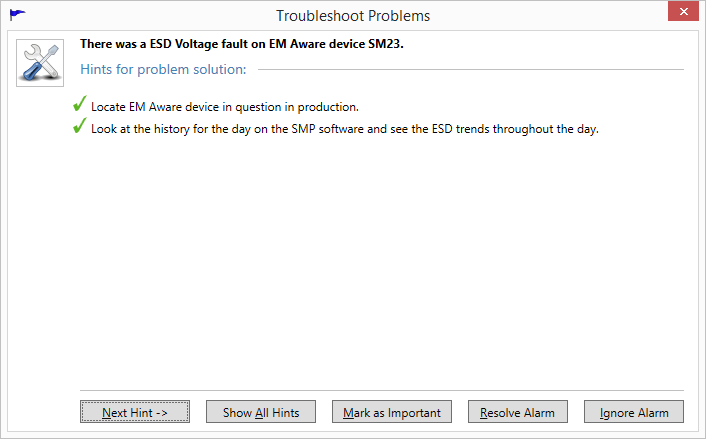 Troubleshoot Problems
There was a ESD Voltage fault on EM Aware device SM23.
Hints for problem solution:
Locate EM Aware device in question in production.
Look at the history for the day on the SMP software and see the ESD trends throughout the day.
Next Hint -> Show All Hints Mark as Important Resolve Alarm Ignore Alarm